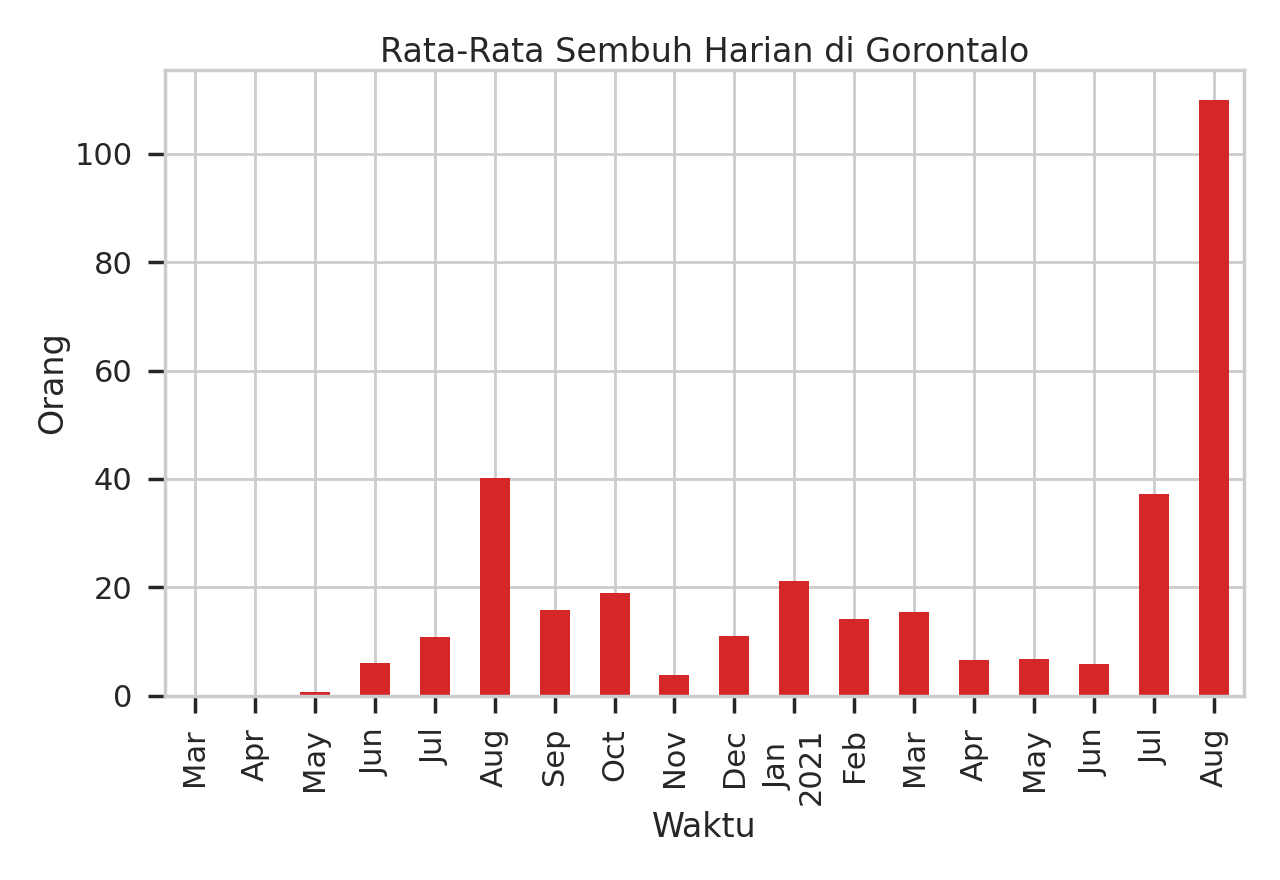 Rata-Rata Sembuh Harian di Gorontalo
Orang
100
80
60
40
20
0
Mar
Apr
May
Jun
Jul
Aug
Sep
Oct
Nov
Dec
Jan
2021
Feb
Mar
Apr
May
Jun
Jul
Aug
Waktu